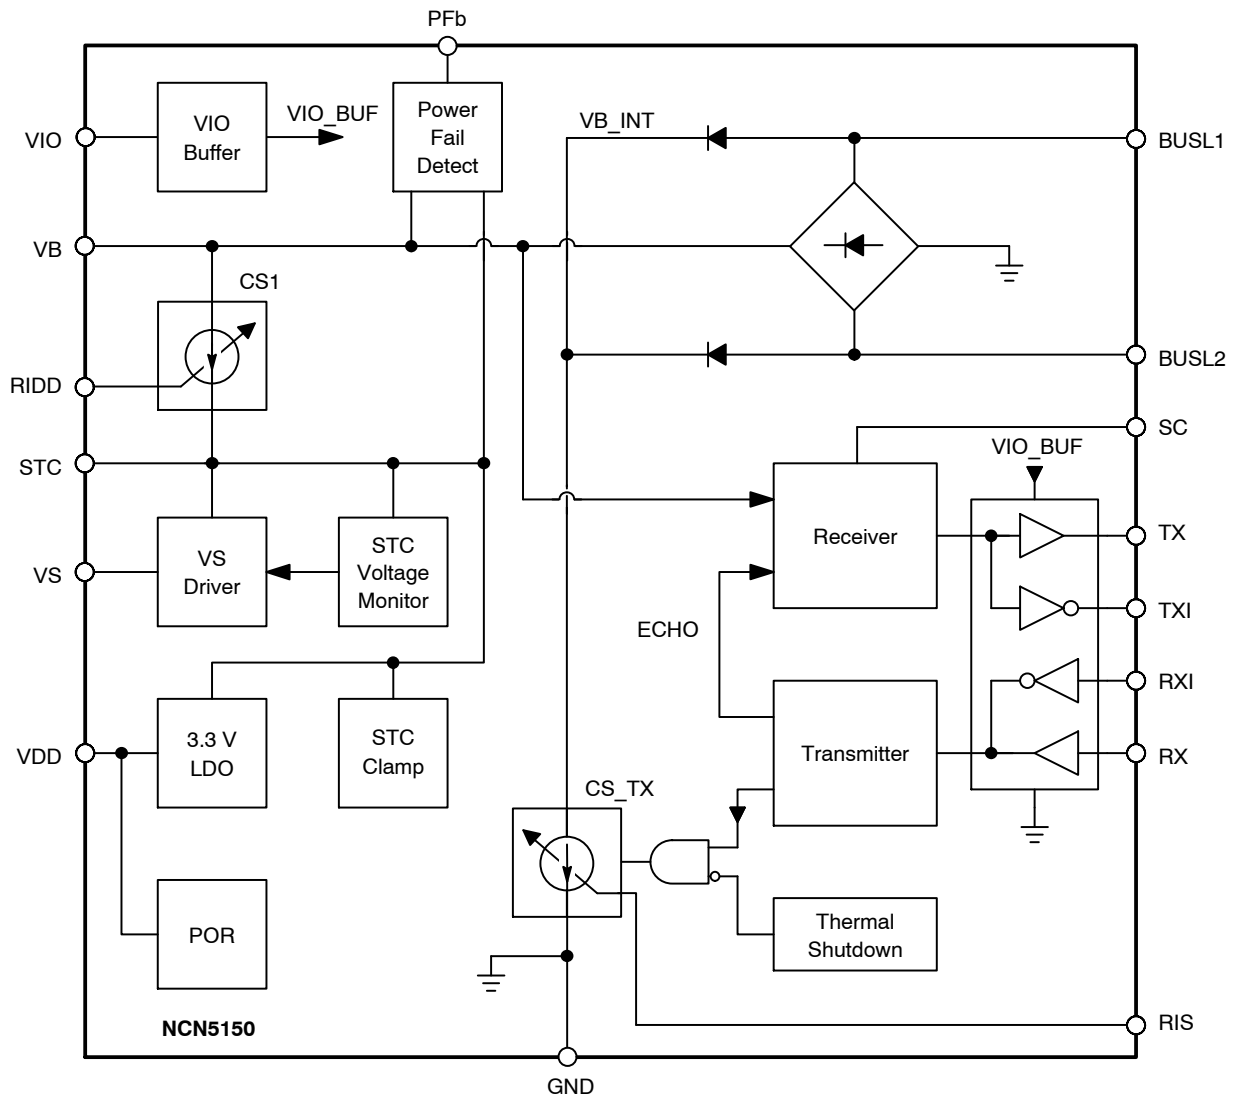 PFb
VIO
VIO
Buffer
VIO_BUF
Power
Fail
Detect
VB_INT
BUSL1
VB
CS1
RIDD
BUSL2
SC
STC
VIO_BUF
VS
VS
Driver
STC
Voltage
Monitor
Receiver
TX
TXI
ECHO
RXI
VDD
3.3 V
LDO
STC
Clamp
Transmitter
RX
CS_TX
POR
Thermal
Shutdown
NCN5150
RIS
GND